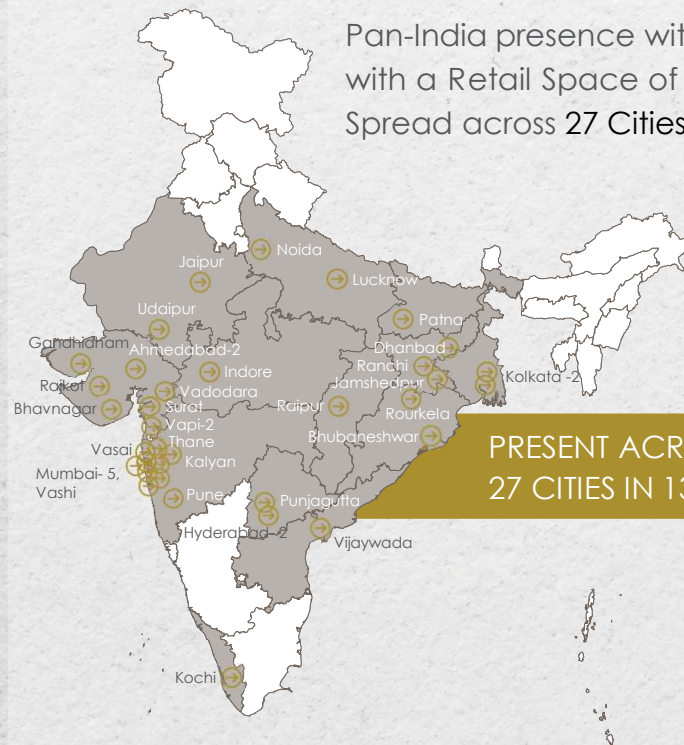 Pan-India presence wit
with a Retail Space of
Spread across 27 Cities
Noida
Jaipur
Lucknow
Udaipur
Patna
Gandhidham
Ahmedabad-2
Dhanbad
Ranchi
Indore
Kolkata -2
Rajkot
Jamshedpur
Vadodara
Bhavnagar
Surat
Raipur
Rourkela
Vapi-2
Bhubaneshwar
Thane
Vasai
Kalyan
Mumbai- 5,
Vashi
Pune
Punjagutta
Hyderabad -2
Vijaywada
PRESENT ACR
27 CITIES IN 13
Kochi